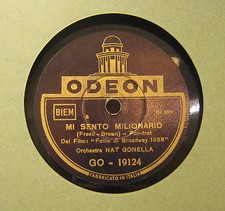 ODEON
BIEM
MI SENTO MILIONARIO
(Freed - Brown) - Fox-trot
Dal Film: "Follie di Broadway 1938"
Orchestra NAT GONELLA
GO - 19124
FABBRICATO IN ITALIA